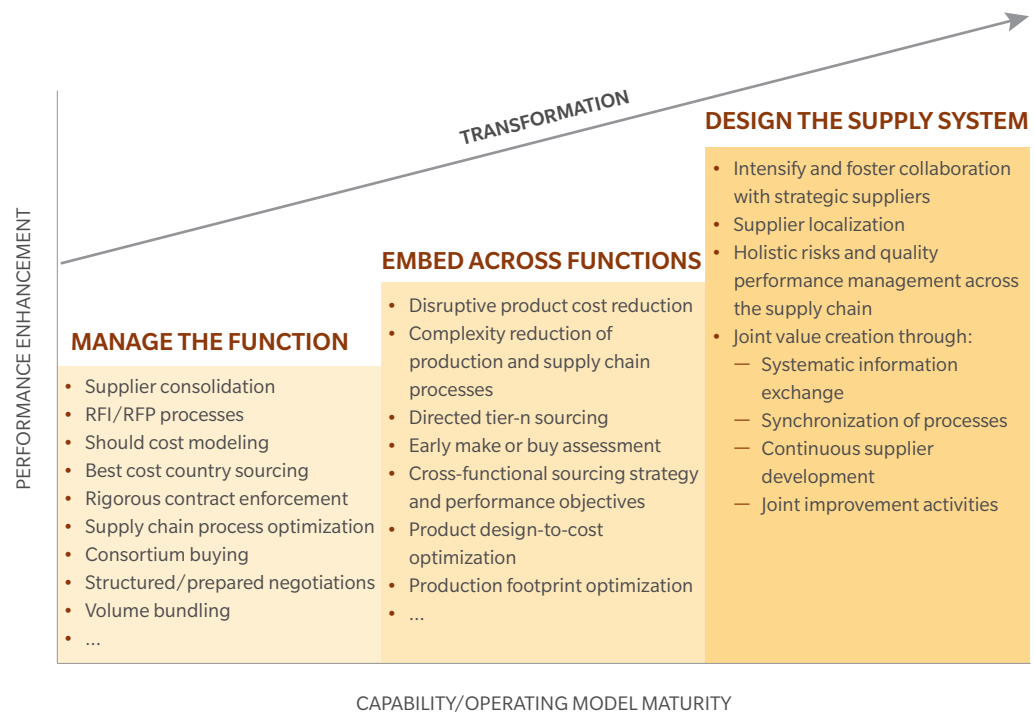 TRANSFORMATION
PERFORMANCE ENHANCEMENT
MANAGE THE FUNCTION
• Supplier consolidation
• RFI/RFP processes
• Should cost modeling
• Best cost country sourcing
• Rigorous contract enforcement
• Supply chain process optimization
• Consortium buying
• Structured/prepared negotiations
• Volume bundling
• ...
EMBED ACROSS FUNCTIONS
• Disruptive product cost reduction
• Complexity reduction of
production and supply chain
processes
• Directed tier-n sourcing
• Early make or buy assessment
• Cross-functional sourcing strategy
and performance objectives
• Product design-to-cost
optimization
• Production footprint optimization
• ...
DESIGN THE SUPPLY SYSTEM
• Intensify and foster collaboration
with strategic suppliers
• Supplier localization
• Holistic risks and quality
performance management across
the supply chain
• Joint value creation through:
— Systematic information
exchange
— Synchronization of processes
— Continuous supplier
development
— Joint improvement activities
CAPABILITY/OPERATING MODEL MATURITY